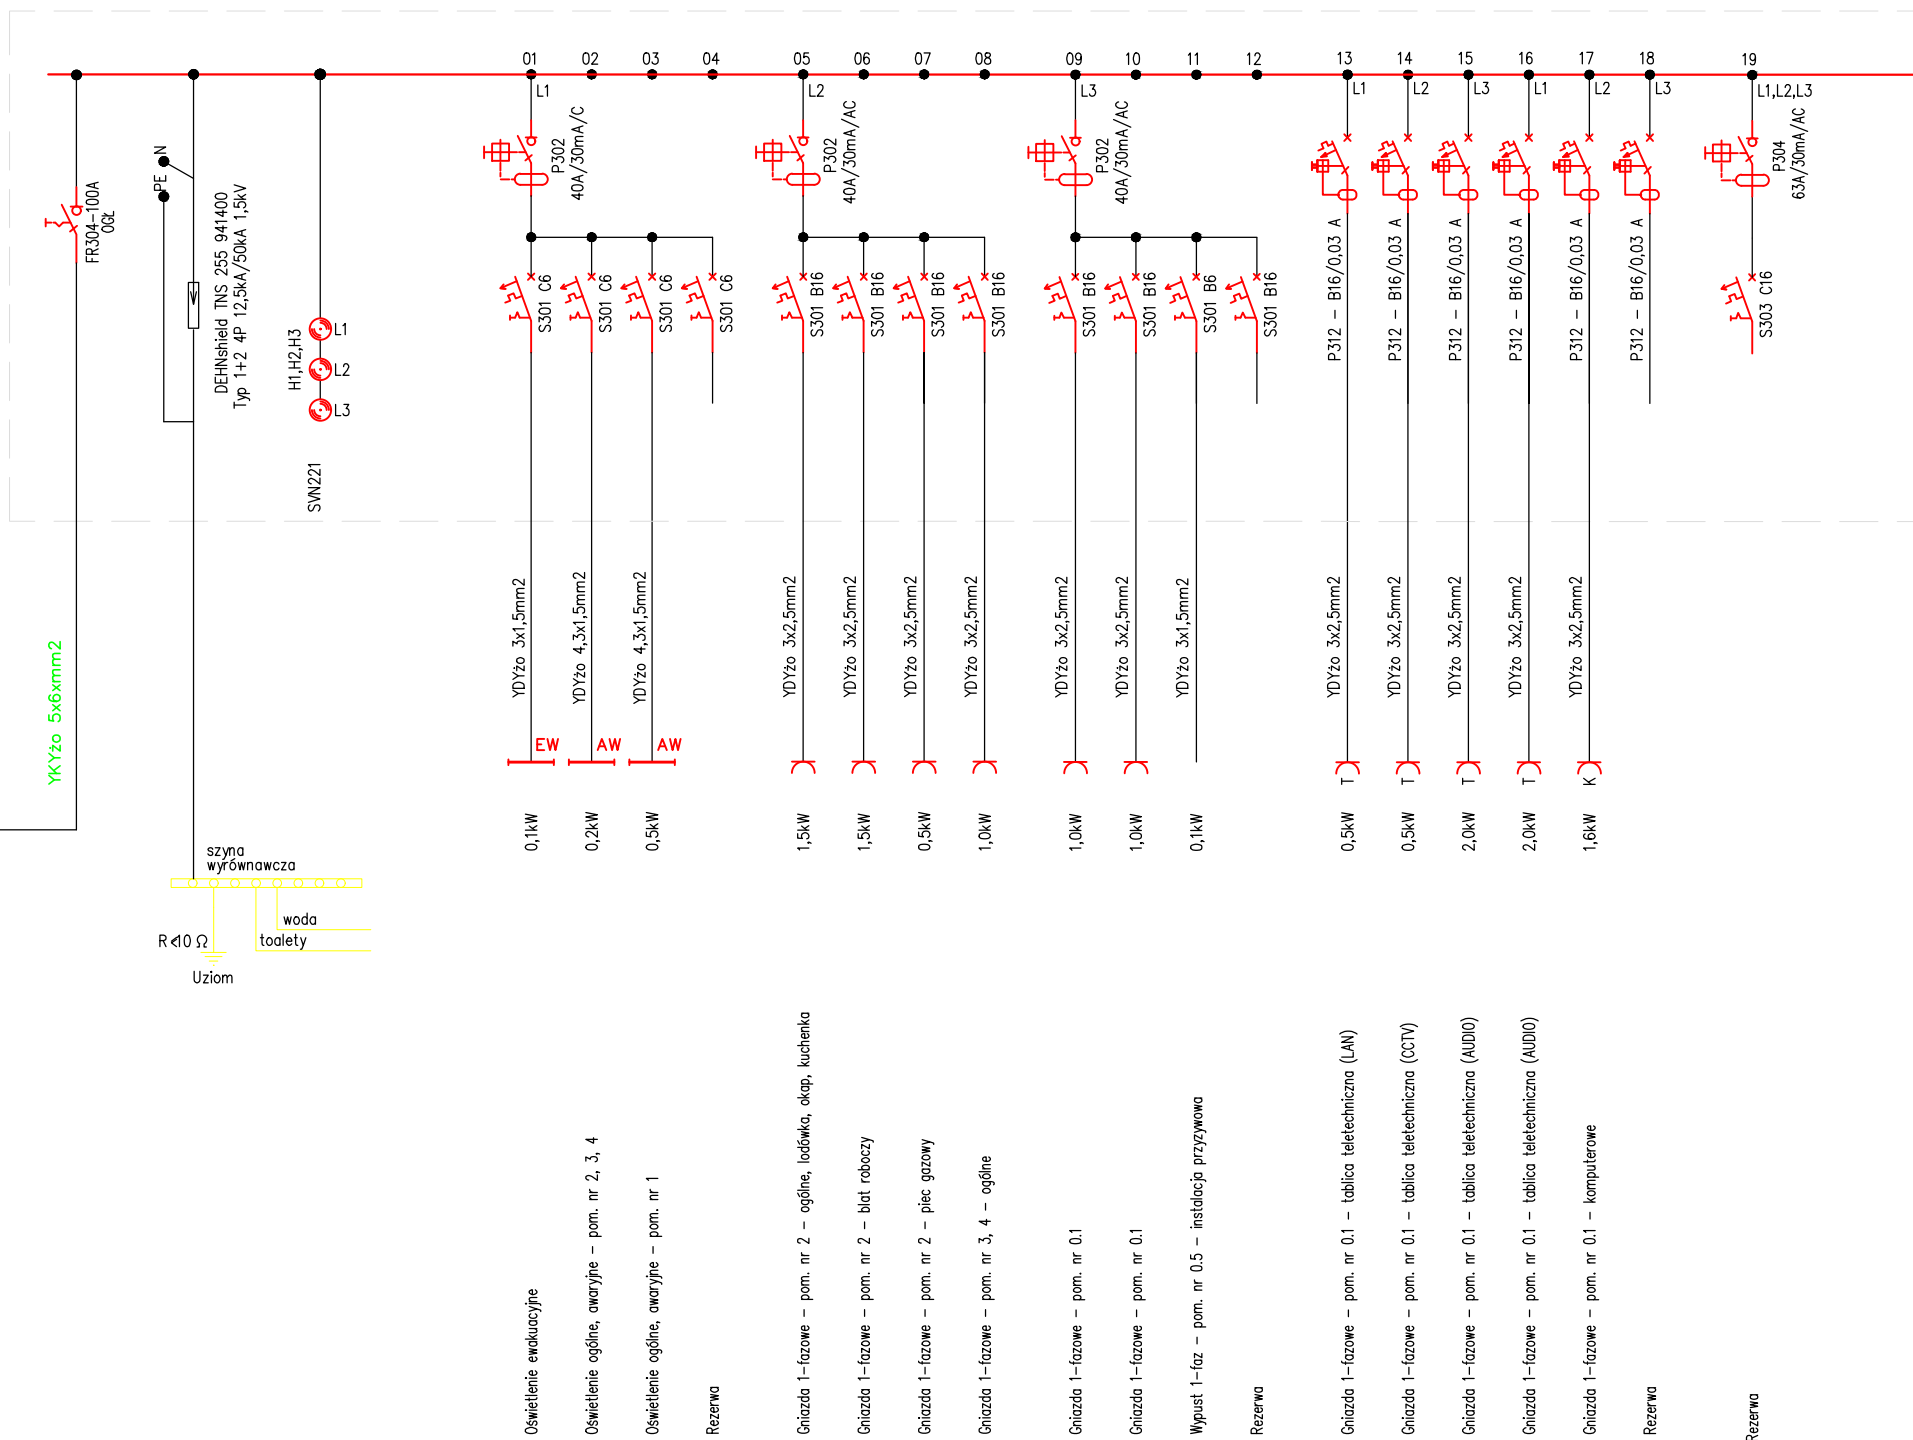 01 02 03 04 05 06 07 08 09 10 11 12 13 14 15 16 17 18 19
L1 L2 L3 L1 L2 L3 L1 L2 L3 L1,L2,L3
FR304-100A
OGŁ
N
PE
DEHNshield TNS 255 941400
Typ 1+2 4P 12,5kA/50kA 1,5kV
H1,H2,H3
L1
L2
L3
SVN221
P302
40A/30mA/C
P302
40A/30mA/AC
P302
40A/30mA/AC
P304
63A/30mA/AC
S301 C6
S301 C6
S301 C6
S301 C6
S301 B16
S301 B16
S301 B16
S301 B16
S301 B16
S301 B16
S301 B6
S301 B16
P312 - B16/0,03 A
P312 - B16/0,03 A
P312 - B16/0,03 A
P312 - B16/0,03 A
P312 - B16/0,03 A
P312 - B16/0,03 A
S303 C16
YKYżo 5x6xmm2
YDYżo 3x1,5mm2
YDYżo 4,3x1,5mm2
YDYżo 4,3x1,5mm2
YDYżo 3x2,5mm2
YDYżo 3x2,5mm2
YDYżo 3x2,5mm2
YDYżo 3x2,5mm2
YDYżo 3x2,5mm2
YDYżo 3x2,5mm2
YDYżo 3x1,5mm2
YDYżo 3x2,5mm2
YDYżo 3x2,5mm2
YDYżo 3x2,5mm2
YDYżo 3x2,5mm2
YDYżo 3x2,5mm2
EW AW AW
T T T T K
0,1kW
0,2kW
0,5kW
1,5kW
1,5kW
0,5kW
1,0kW
1,0kW
1,0kW
0,1kW
0,5kW
0,5kW
2,0kW
2,0kW
1,6kW
szyna
wyrównawcza
woda
toalety
R<10 Ω
Uziom
Oświetlenie ewakuacyjne
Oświetlenie ogólne, awaryjne - pom. nr 2, 3, 4
Oświetlenie ogólne, awaryjne - pom. nr 1
Rezerwa
Gniazda 1-fazowe - pom. nr 2 - ogólne, lodówka, okap, kuchenka
Gniazda 1-fazowe - pom. nr 2 - blat roboczy
Gniazda 1-fazowe - pom. nr 2 - piec gazowy
Gniazda 1-fazowe - pom. nr 3, 4 - ogólne
Gniazda 1-fazowe - pom. nr 0.1
Gniazda 1-fazowe - pom. nr 0.1
Wypust 1-faz - pom. nr 0.5 - instalacja przyzywowa
Rezerwa
Gniazda 1-fazowe - pom. nr 0.1 - tablica teletechniczna (LAN)
Gniazda 1-fazowe - pom. nr 0.1 - tablica teletechniczna (CCTV)
Gniazda 1-fazowe - pom. nr 0.1 - tablica teletechniczna (AUDIO)
Gniazda 1-fazowe - pom. nr 0.1 - tablica teletechniczna (AUDIO)
Gniazda 1-fazowe - pom. nr 0.1 - komputerowe
Rezerwa
Rezerwa